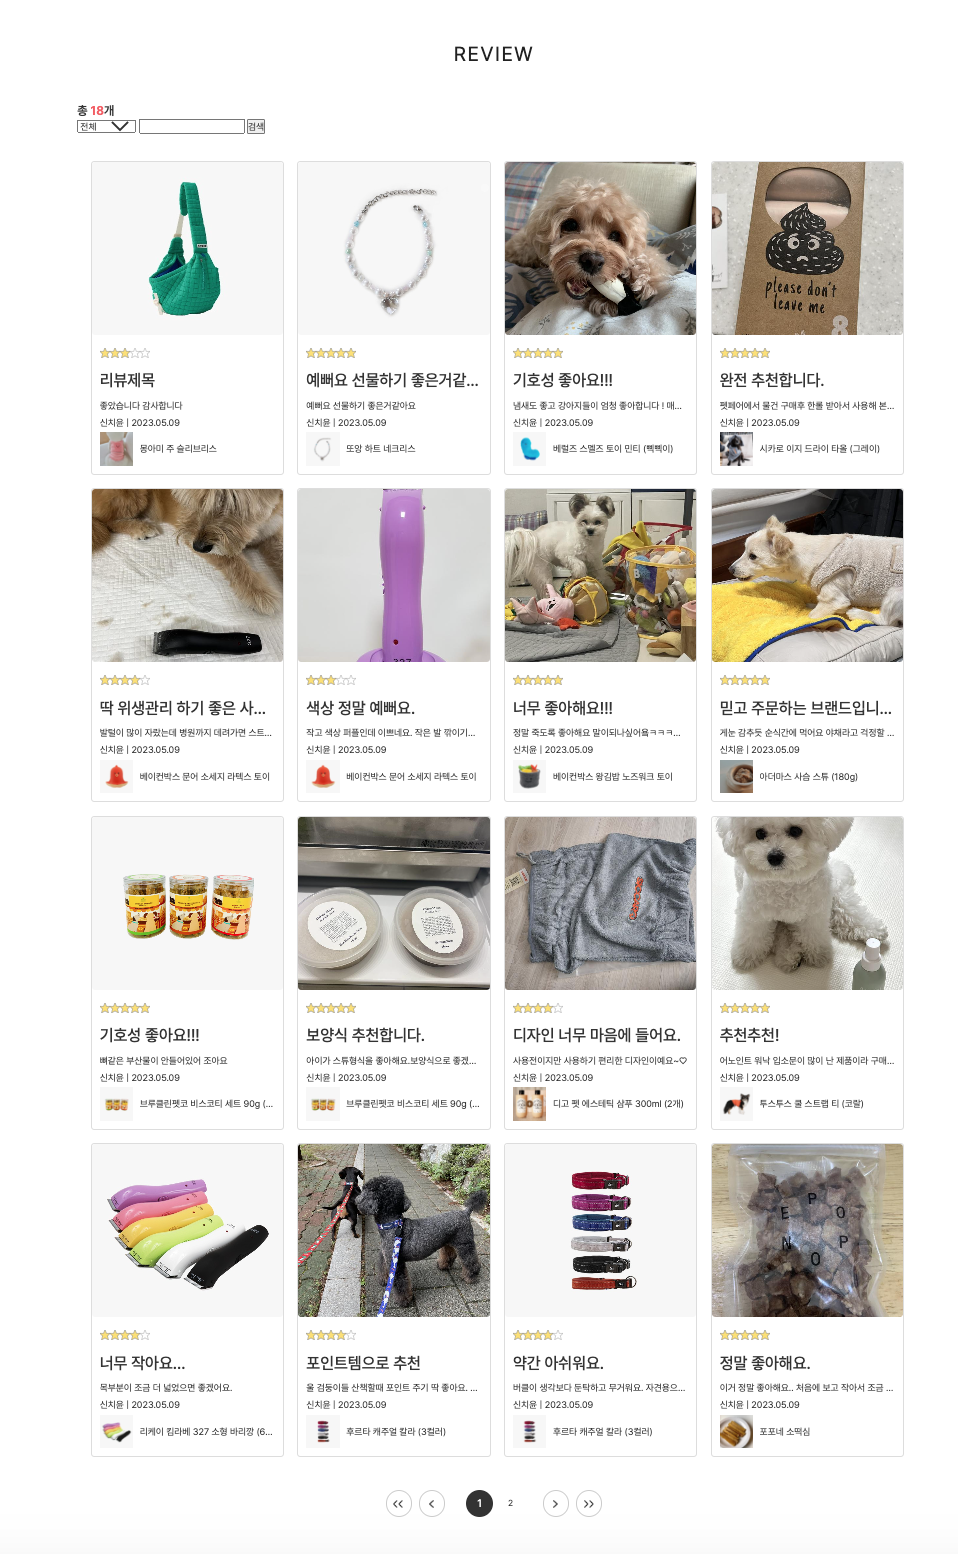 REVIEW
총 18개
전체
검색
리뷰제목
좋았습니다 감사합니다
신치윤 | 2023.05.09
몽아미 주 슬리브리스
예뻐요 선물하기 좋은거같...
예뻐요 선물하기 좋은거같아요
신치윤 | 2023.05.09
또앙 하트 네크리스
기호성 좋아요!!!
냄새도 좋고 강아지들이 엄청 좋아합니다 ! 매...
신치윤 | 2023.05.09
베럴즈 스멜즈 토이 민티 (삑삑이)
please don't
leave me
완전 추천합니다.
펫페어에서 물건 구매후 한롤 받아서 사용해 본...
신치윤 | 2023.05.09
시카로 이지 드라이 타올 (그레이)
딱 위생관리 하기 좋은 사...
발털이 많이 자랐는데 병원까지 데려가면 스트...
신치윤 | 2023.05.09
베이컨박스 문어 소세지 라텍스 토이
327
색상 정말 예뻐요.
작고 색상 퍼플인데 이쁘네요. 작은 발 깎이기...
신치윤 | 2023.05.09
베이컨박스 문어 소세지 라텍스 토이
너무 좋아해요!!!
정말 죽도록 좋아해요 말이되나싶어욬ㅋㅋㅋ...
신치윤 | 2023.05.09
베이컨박스 왕김밥 노즈워크 토이
믿고 주문하는 브랜드입니...
게눈 감추듯 순식간에 먹어요 야채라고 걱정할 ...
신치윤 | 2023.05.09
아더마스 사슴 스튜 (180g)
기호성 좋아요!!!
뼈같은 부산물이 안들어있어 조아요
신치윤 | 2023.05.09
브루클린펫코 비스코티 세트 90g (...
보양식 추천합니다.
아이가 스튜형식을 좋아해요.보양식으로 좋겠...
신치윤 | 2023.05.09
브루클린펫코 비스코티 세트 90g (...
디자인 너무 마음에 들어요.
사용전이지만 사용하기 편리한 디자인이예요~♡
신치윤 | 2023.05.09
디고 펫 에스테틱 샴푸 300ml (2개)
추천추천!
어노인트 워낙 입소문이 많이 난 제품이라 구매...
신치윤 | 2023.05.09
투스투스 쿨 스트랩 티 (코랄)
너무 작아요...
목부분이 조금 더 넓었으면 좋겠어요.
신치윤 | 2023.05.09
리케이 킴라베 327 소형 바리깡 (6...
포인트템으로 추천
울 검둥이들 산책할때 포인트 주기 딱 좋아요. ...
신치윤 | 2023.05.09
후르타 캐주얼 칼라 (3컬러)
약간 아쉬워요.
버클이 생각보다 둔탁하고 무거워요. 자견용으...
신치윤 | 2023.05.09
후르타 캐주얼 칼라 (3컬러)
P
E O
N P
O
정말 좋아해요.
이거 정말 좋아해요.. 처음에 보고 작아서 조금 ...
신치윤 | 2023.05.09
포포네 소떡심
1 2